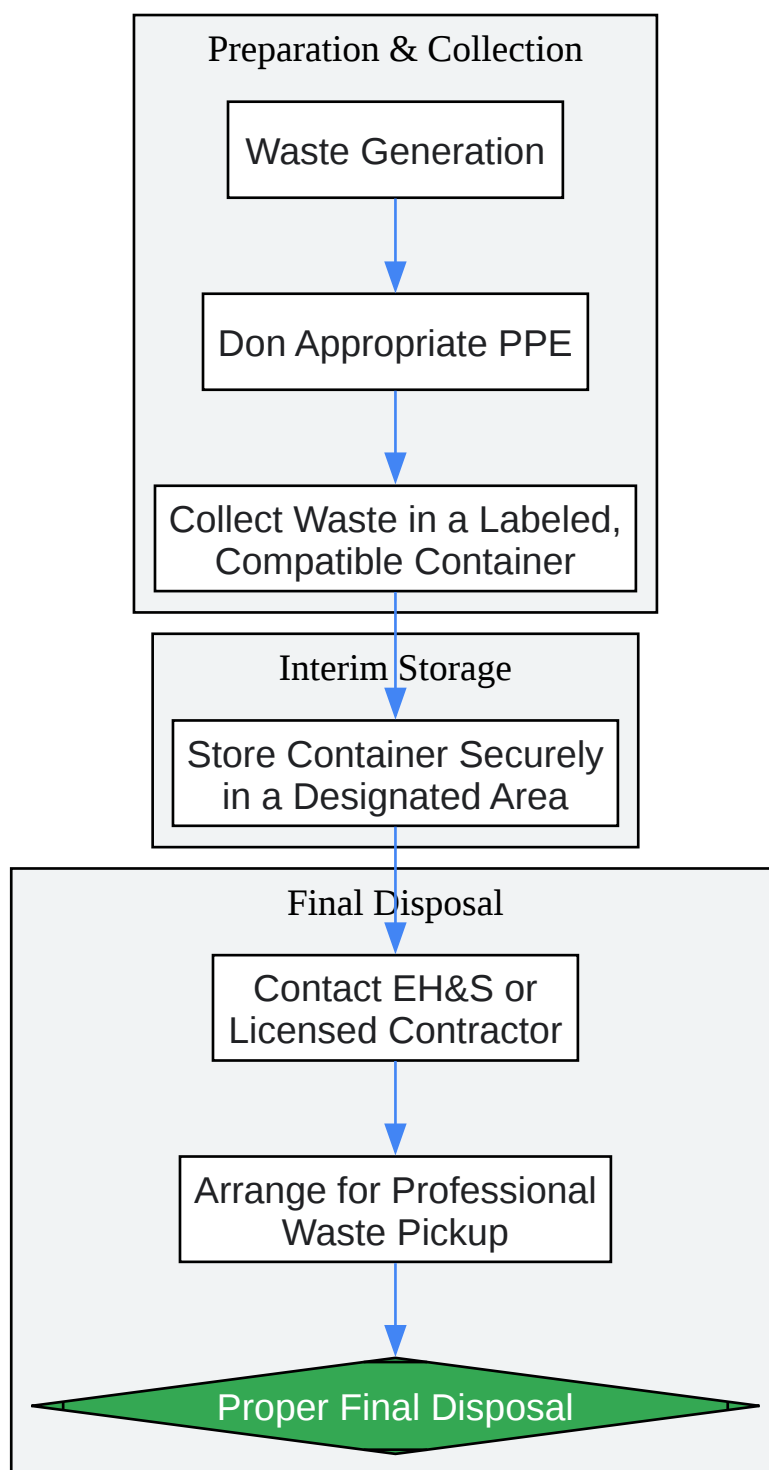 Preparation & Collection
Waste Generation
Don Appropriate PPE
Collect Waste in a Labeled,
Compatible Container
Interim Storage
Store Container Securely
in a Designated Area
Final Disposal
Contact EH&S or
Licensed Contractor
Arrange for Professional
Waste Pickup
Proper Final Disposal